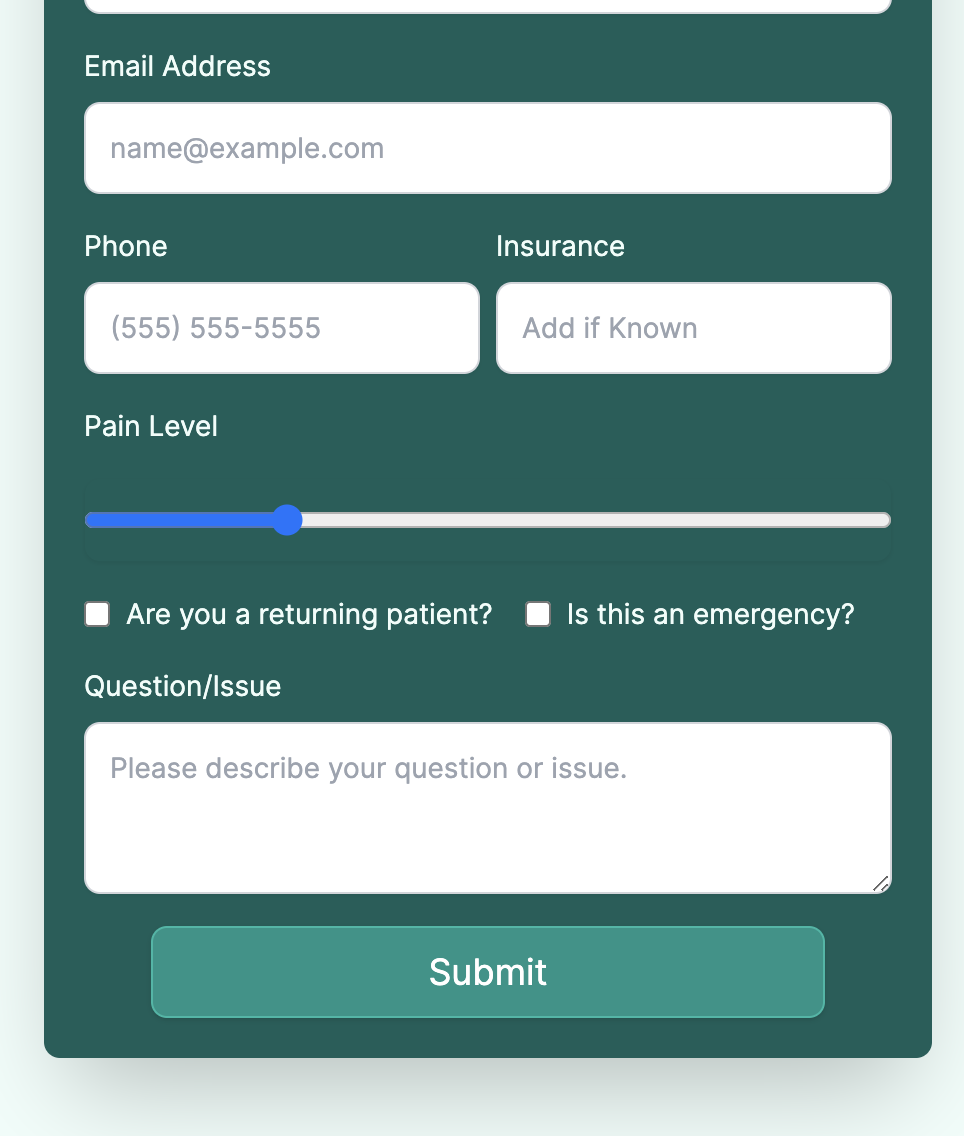 Email Address
name@example.com
Phone Insurance
(555) 555-5555 Add if Known
Pain Level
Are you a returning patient? Is this an emergency?
Question/Issue
Please describe your question or issue.
Submit